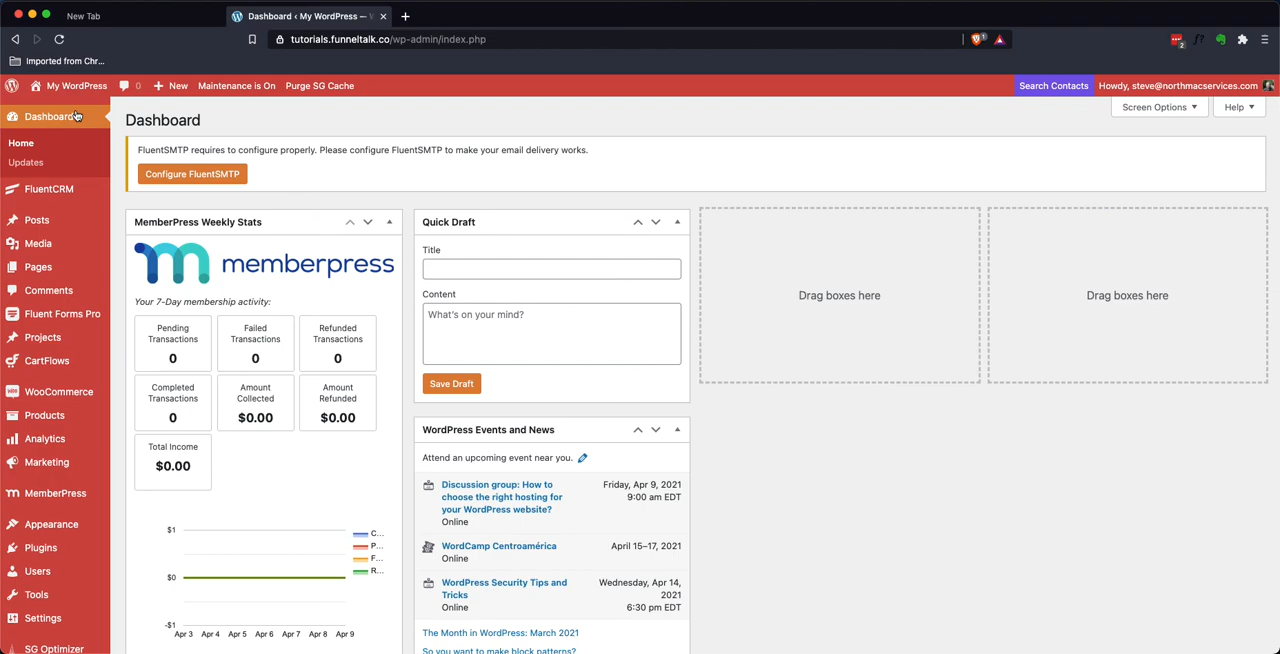 New Tab
Dashboard ‹ My WordPress —
tutorials.funneltalk.co/wp-admin/index.php
1
2
f?
Imported from Chr...
My WordPress
0
New
Maintenance is On
Purge SG Cache
Search Contacts
Howdy, steve@northmacservices.com
Dashboard
Home
Updates
FluentCRM
Posts
Media
Pages
Comments
Fluent Forms Pro
Projects
CartFlows
WooCommerce
Products
Analytics
Marketing
MemberPress
Appearance
Plugins
Users
Tools
Settings
SG Optimizer
Screen Options
Help
Dashboard
FluentSMTP requires to configure properly. Please configure FluentSMTP to make your email delivery works.
Configure FluentSMTP
MemberPress Weekly Stats
memberpress
Your 7-Day membership activity:
Pending
Transactions
0
Failed
Transactions
0
Refunded
Transactions
0
Completed
Transactions
0
Amount
Collected
$0.00
Amount
Refunded
$0.00
Total Income
$0.00
$1
$0
-$1
Apr 3 Apr 4 Apr 5 Apr 6 Apr 7 Apr 8 Apr 9
C...
P...
F...
R...
Quick Draft
Title
Content
What's on your mind?
Save Draft
WordPress Events and News
Attend an upcoming event near you.
Discussion group: How to
choose the right hosting for
your WordPress website?
Online
Friday, Apr 9, 2021
9:00 am EDT
WordCamp Centroamérica
Online
April 15–17, 2021
WordPress Security Tips and
Tricks
Online
Wednesday, Apr 14,
2021
6:30 pm EDT
The Month in WordPress: March 2021
So you want to make block patterns?
Drag boxes here
Drag boxes here